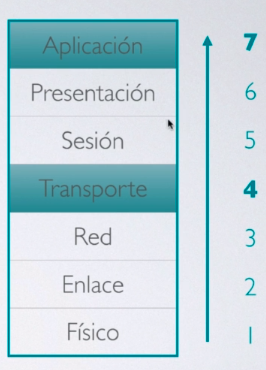 Aplicación 7
Presentación 6
Sesión 5
Transporte 4
Red 3
Enlace 2
Físico 1